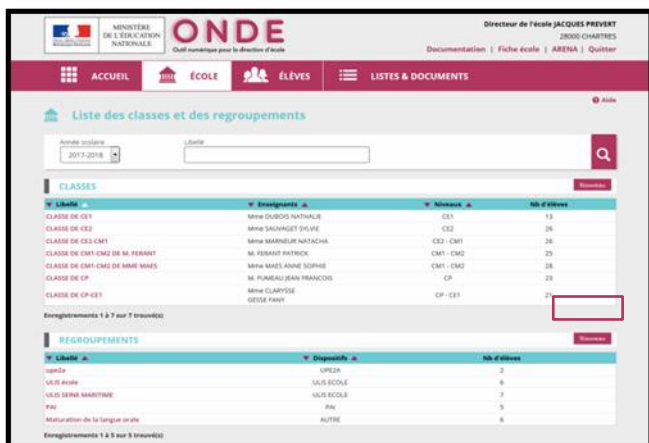 MINISTÈRE
DE L'ÉDUCATION
NATIONALE
ONDE
Outil numérique pour la direction d'école
Directeur de l'école JACQUES PREVERT
28000 CHARTRES
Documentation | Fiche école | ARENA | Quitter
ACCUEIL ÉCOLE ÉLÈVES LISTES & DOCUMENTS
Aide
Liste des classes et des regroupements
Année scolaire Libellé
2017-2018
CLASSES Nouveau
Libellé Enseignants Niveaux Nb d'élèves
CLASSE DE CE1 Mme DUBOIS NATHALIE CE1 13
CLASSE DE CE2 Mme SAUVAGET SYLVIE CE2 26
CLASSE DE CE2-CM1 Mme MARNEUR NATACHA CE2 - CM1 26
CLASSE DE CM1-CM2 DE M. FERANT M. FERANT PATRICK CM1 - CM2 25
CLASSE DE CM1-CM2 DE MME MAES Mme MAES ANNE SOPHIE CM1 - CM2 28
CLASSE DE CP M. PUMEAU JEAN FRANCOIS CP 23
CLASSE DE CP-CE1 Mme CLARYSSE
GESSE FANY CP - CE1 21
Enregistrements 1 à 7 sur 7 trouvé(s)
REGROUPEMENTS Nouveau
Libellé Dispositifs Nb d'élèves
upe2a UPE2A 2
ULIS école ULIS ECOLE 6
ULIS SEINE MARITIME ULIS ECOLE 7
PAI PAI 5
Maturation de la langue orale AUTRE 6
Enregistrements 1 à 5 sur 5 trouvé(s)